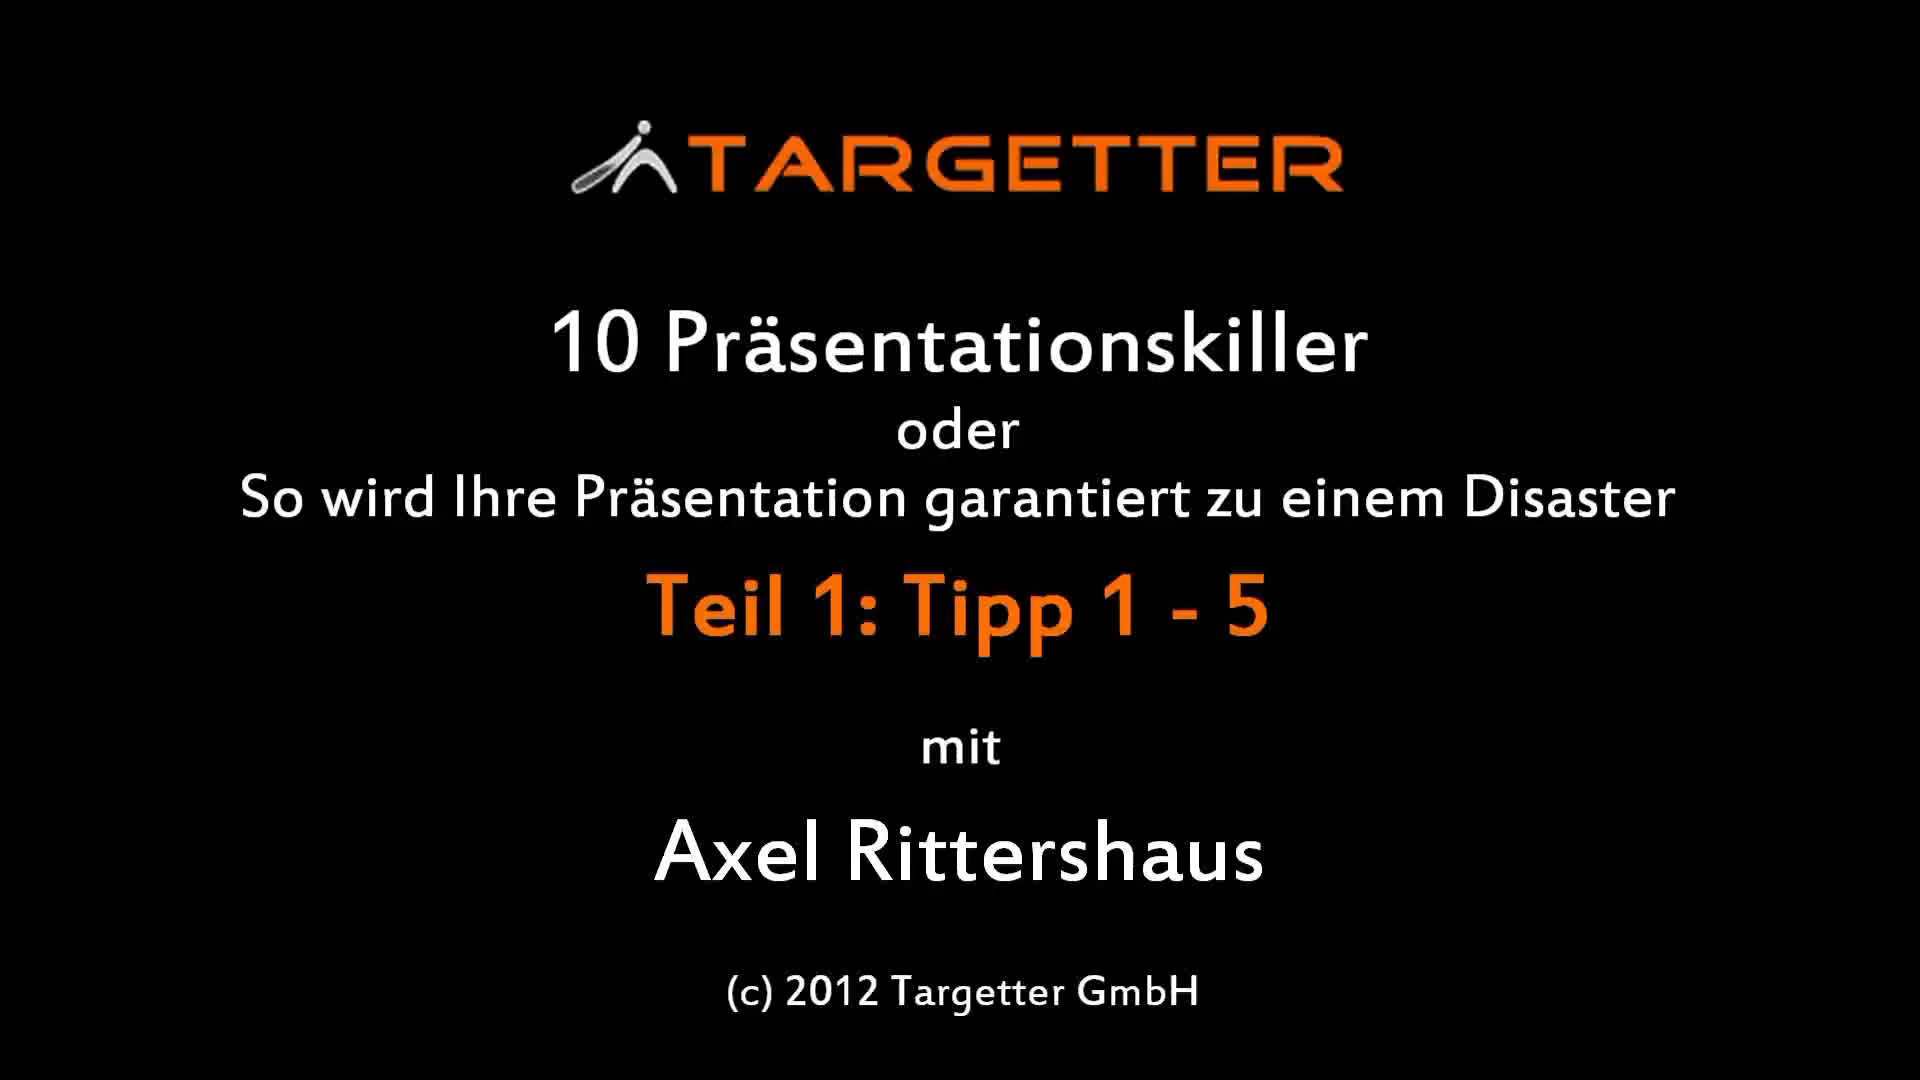 TARGETTER
10 Präsentationskiller
oder
So wird Ihre Präsentation garantiert zu einem Disaster
Teil 1: Tipp 1 - 5
mit
Axel Rittershaus
(c) 2012 Targetter GmbH